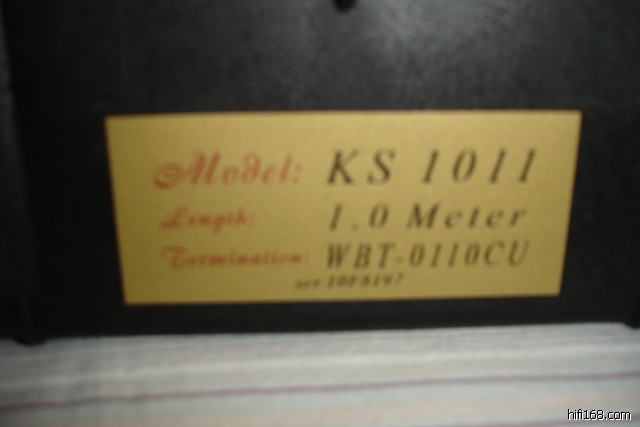 Model: KS 1011
Length: 1.0 Meter
Termination: WBT-0110CU
hifi168.com